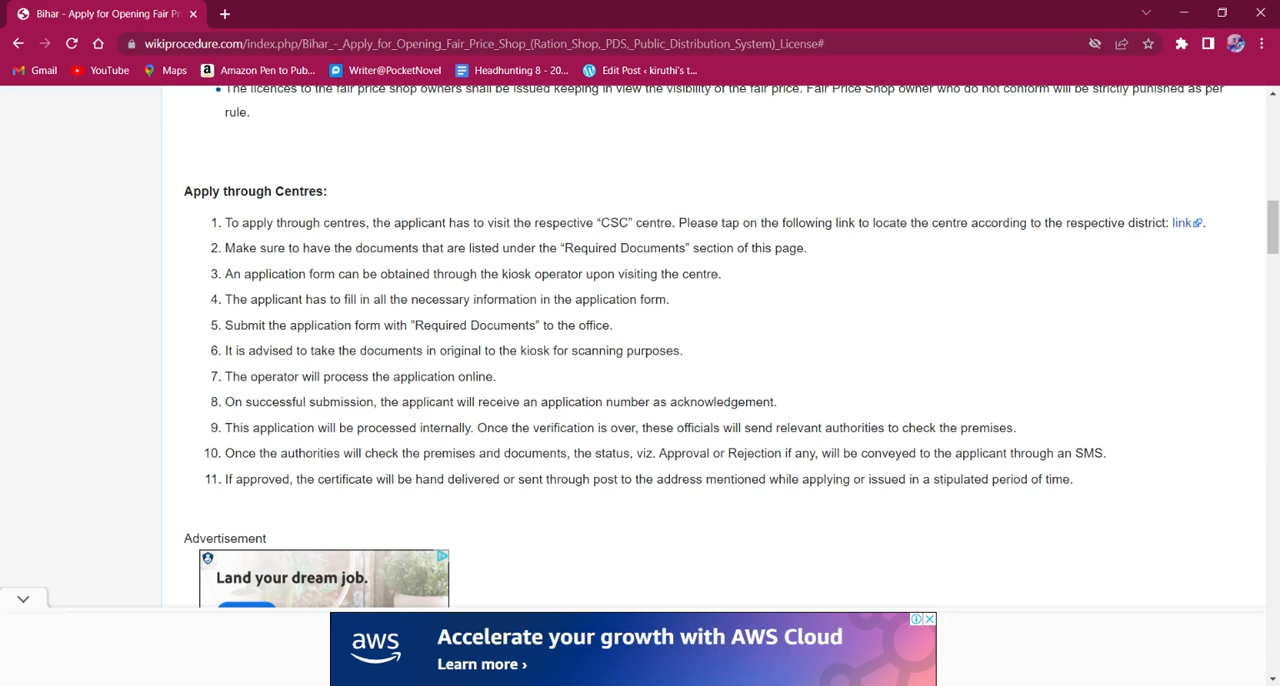 Bihar - Apply for Opening Fair Pr
wikiprocedure.com/index.php/Bihar_-_Apply_for_Opening_Fair_Price_Shop_(Ration_Shop,_PDS,_Public_Distribution_System)_License#
Gmail YouTube Maps Amazon Pen to Pub... Writer@PocketNovel Headhunting 8 - 20... Edit Post ‹ kiruthi's t...
The licences to the fair price shop owners shall be issued keeping in view the visibility of the fair price. Fair Price Shop owner who do not conform will be strictly punished as per
rule.
Apply through Centres:
1. To apply through centres, the applicant has to visit the respective “CSC” centre. Please tap on the following link to locate the centre according to the respective district: link.
2. Make sure to have the documents that are listed under the “Required Documents” section of this page.
3. An application form can be obtained through the kiosk operator upon visiting the centre.
4. The applicant has to fill in all the necessary information in the application form.
5. Submit the application form with ”Required Documents” to the office.
6. It is advised to take the documents in original to the kiosk for scanning purposes.
7. The operator will process the application online.
8. On successful submission, the applicant will receive an application number as acknowledgement.
9. This application will be processed internally. Once the verification is over, these officials will send relevant authorities to check the premises.
10. Once the authorities will check the premises and documents, the status, viz. Approval or Rejection if any, will be conveyed to the applicant through an SMS.
11. If approved, the certificate will be hand delivered or sent through post to the address mentioned while applying or issued in a stipulated period of time.
Advertisement
Land your dream job.
aws
Accelerate your growth with AWS Cloud
Learn more ›